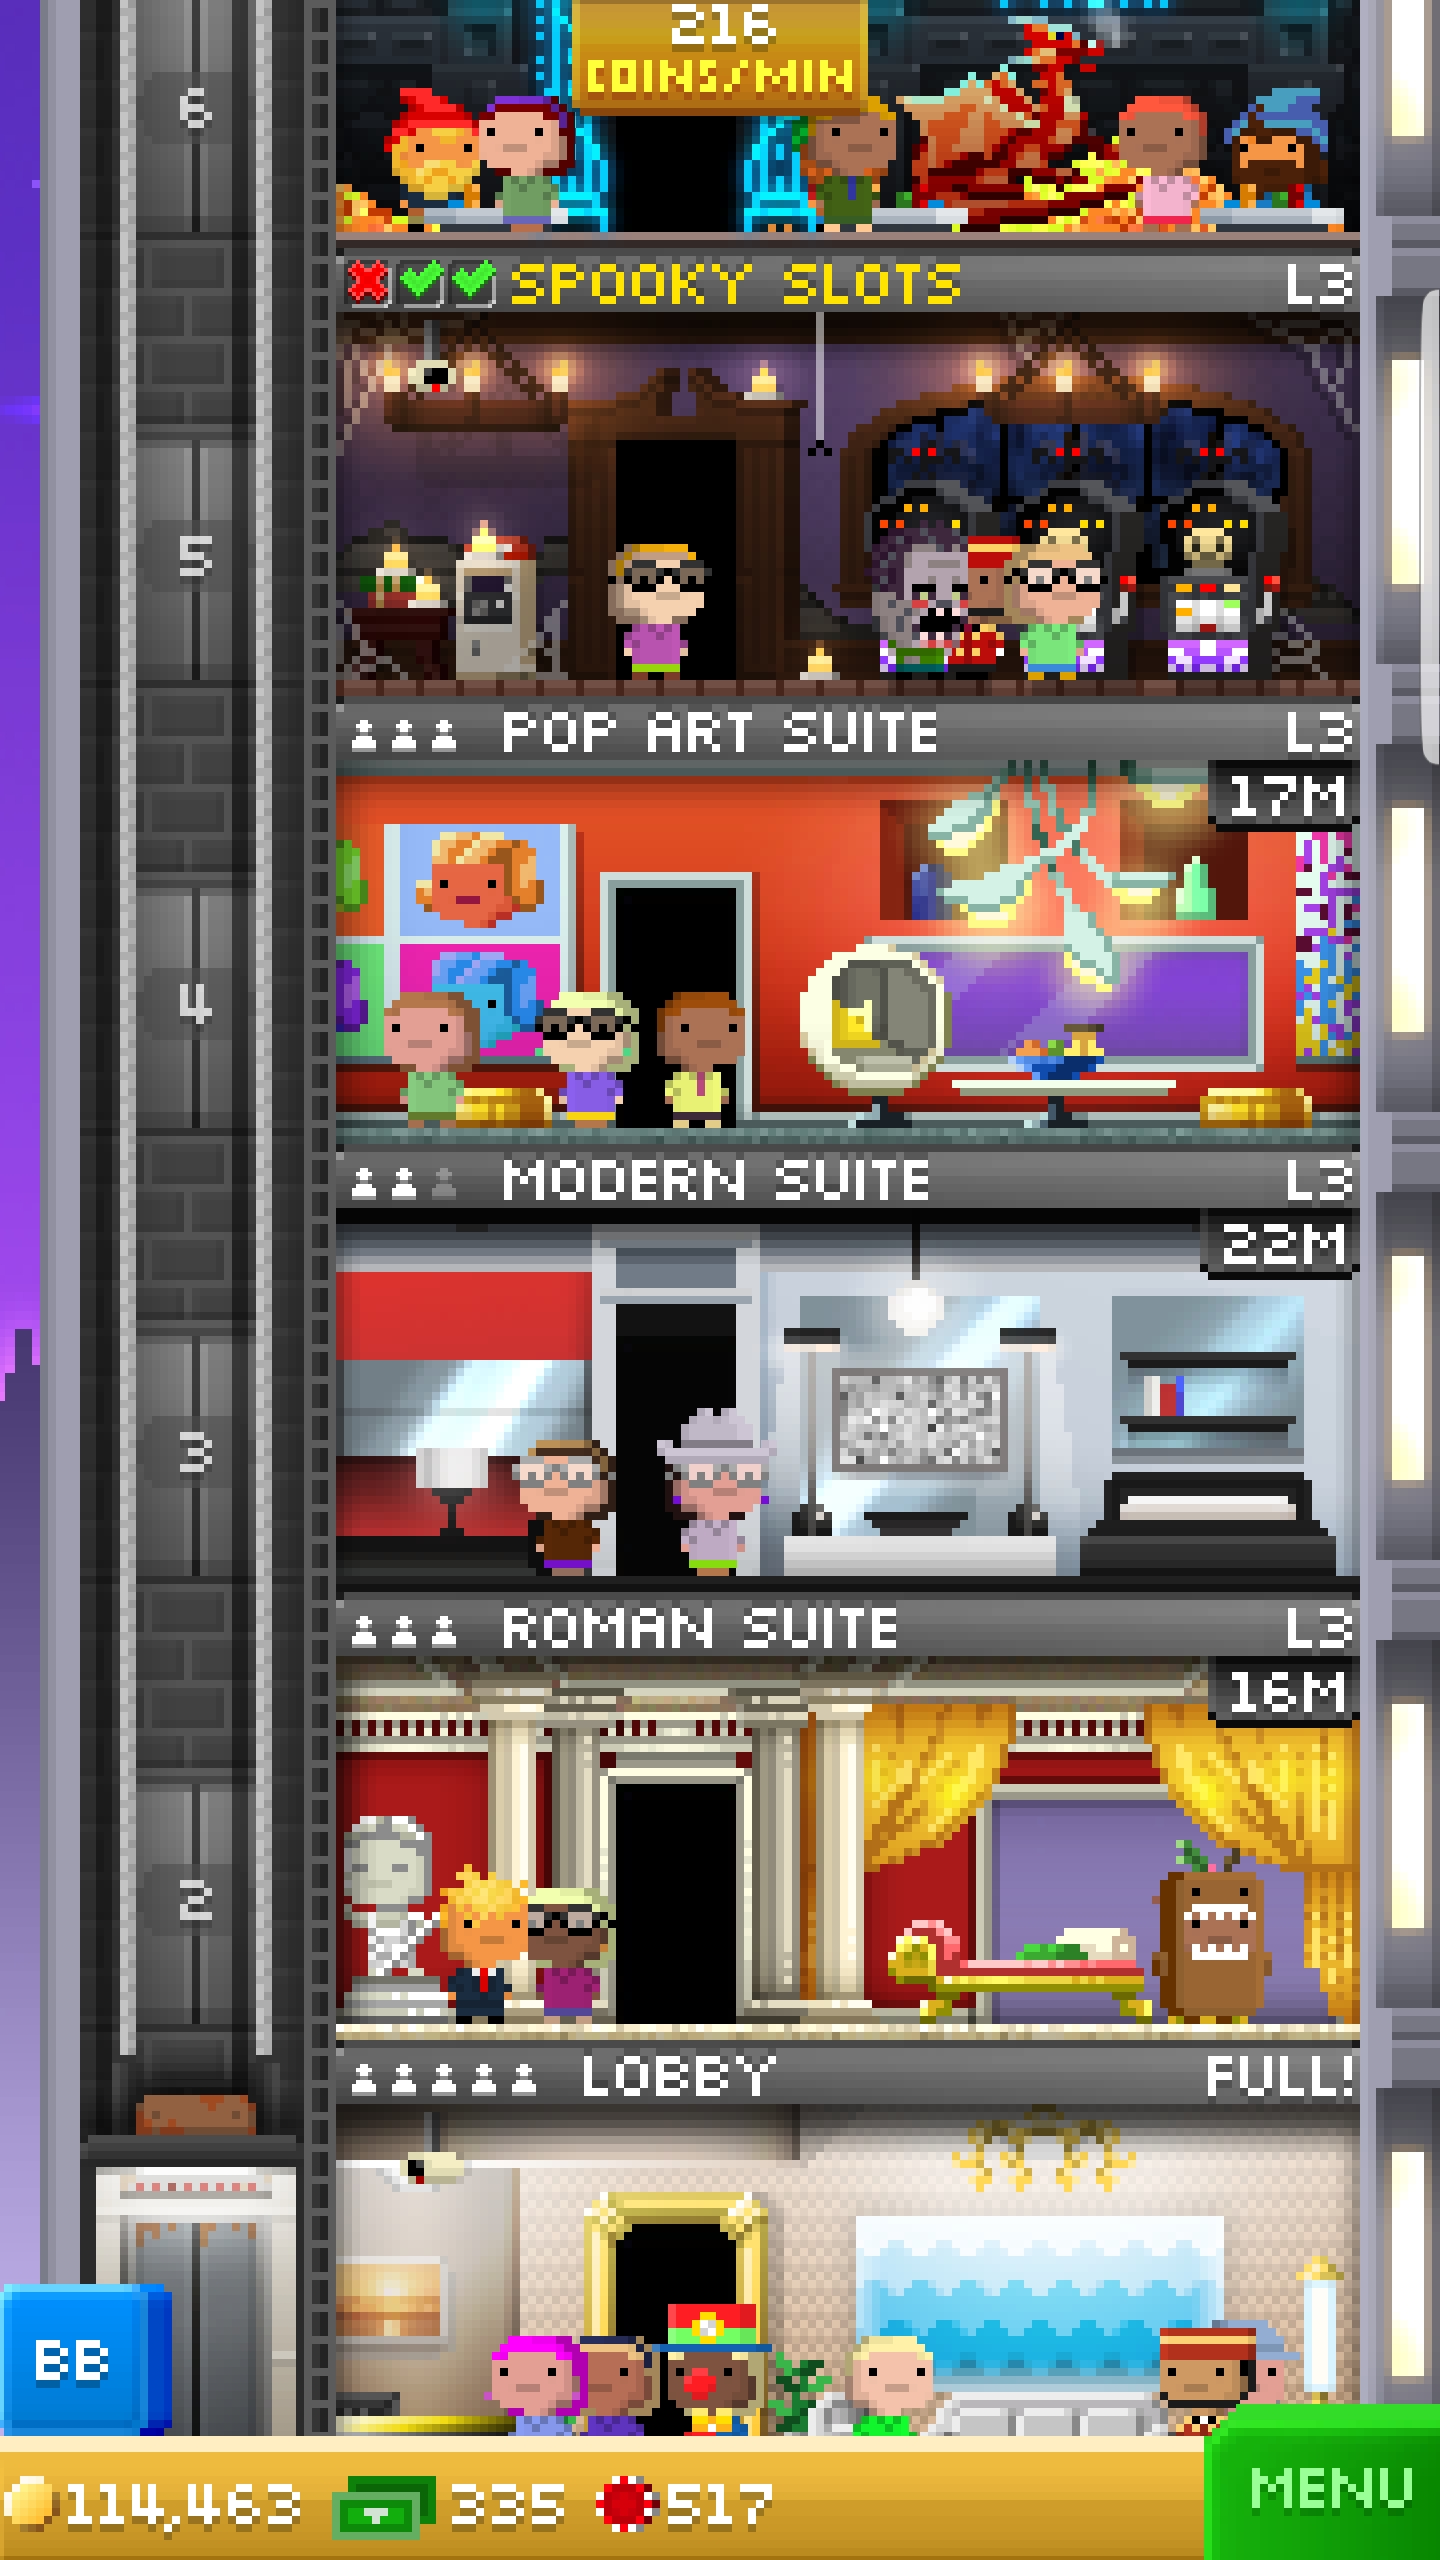 216
COINS/MIN
6
SPOOKY SLOTS L3
5
POP ART SUITE L3
17M
4
MODERN SUITE L3
22M
3
ROMAN SUITE L3
16M
2
LOBBY FULL!
BB
114,463 335 517
MENU